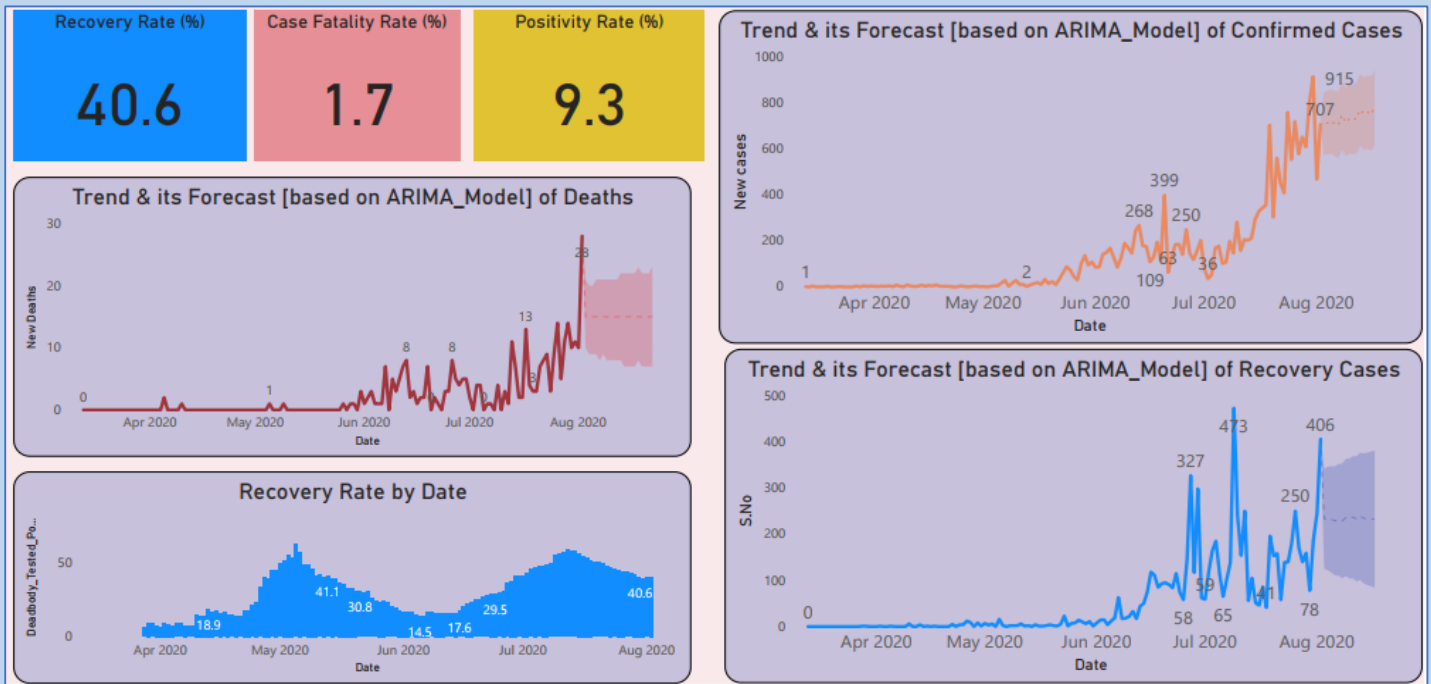 Recovery Rate (%)
40.6
Case Fatality Rate (%)
1.7
Positivity Rate (%)
9.3
Trend & its Forecast [based on ARIMA_Model] of Confirmed Cases
1000
800
600
400
200
0
New cases
1
2
268
109
399
63
250
36
707
915
Apr 2020
May 2020
Jun 2020
Jul 2020
Aug 2020
Date
Trend & its Forecast [based on ARIMA_Model] of Deaths
30
20
10
0
New Deaths
0
1
8
0
8
0
13
3
28
Apr 2020
May 2020
Jun 2020
Jul 2020
Aug 2020
Date
Trend & its Forecast [based on ARIMA_Model] of Recovery Cases
500
400
300
200
100
0
S.No
0
58
327
59
65
473
41
250
78
406
Apr 2020
May 2020
Jun 2020
Jul 2020
Aug 2020
Date
Recovery Rate by Date
50
0
Deadbody_Tested_Po...
18.9
41.1
30.8
14.5
17.6
29.5
40.6
Apr 2020
May 2020
Jun 2020
Jul 2020
Aug 2020
Date